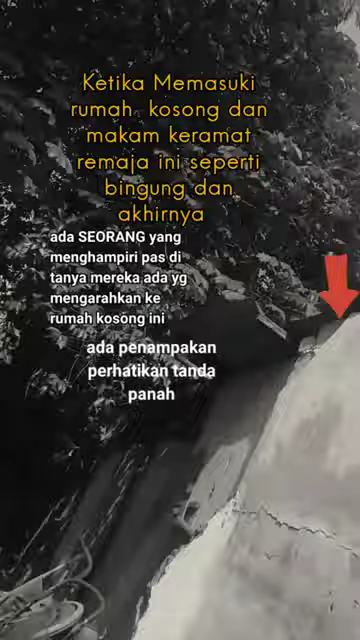 Ketika Memasuki
rumah kosong dan
makam keramat
remaja ini seperti
bingung dan
akhirnya
ada SEORANG yang
menghampiri pas di
tanya mereka ada yg
mengarahkan ke
rumah kosong ini
ada penampakan
perhatikan tanda
panah